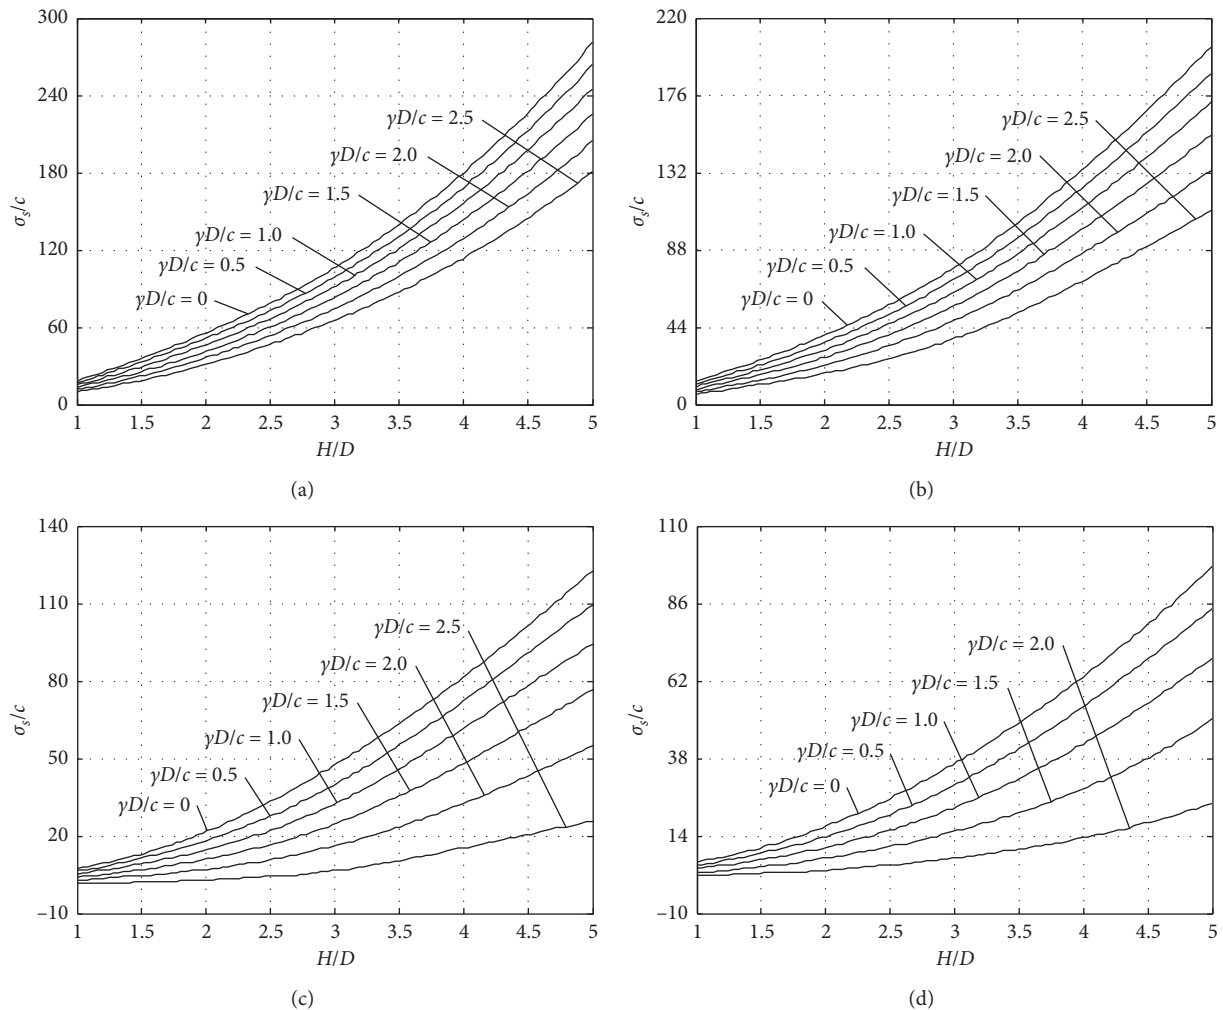 300
240
180
120
60
0
σs/c
γD/c = 2.5
γD/c = 2.0
γD/c = 1.5
γD/c = 1.0
γD/c = 0.5
γD/c = 0
1 1.5 2 2.5 3 3.5 4 4.5 5
H/D
(a)
220
176
132
88
44
0
σs/c
γD/c = 2.5
γD/c = 2.0
γD/c = 1.5
γD/c = 1.0
γD/c = 0.5
γD/c = 0
1 1.5 2 2.5 3 3.5 4 4.5 5
H/D
(b)
140
110
80
50
20
–10
σs/c
γD/c = 2.5
γD/c = 2.0
γD/c = 1.5
γD/c = 1.0
γD/c = 0.5
γD/c = 0
1 1.5 2 2.5 3 3.5 4 4.5 5
H/D
(c)
110
86
62
38
14
–10
σs/c
γD/c = 2.0
γD/c = 1.5
γD/c = 1.0
γD/c = 0.5
γD/c = 0
1 1.5 2 2.5 3 3.5 4 4.5 5
H/D
(d)